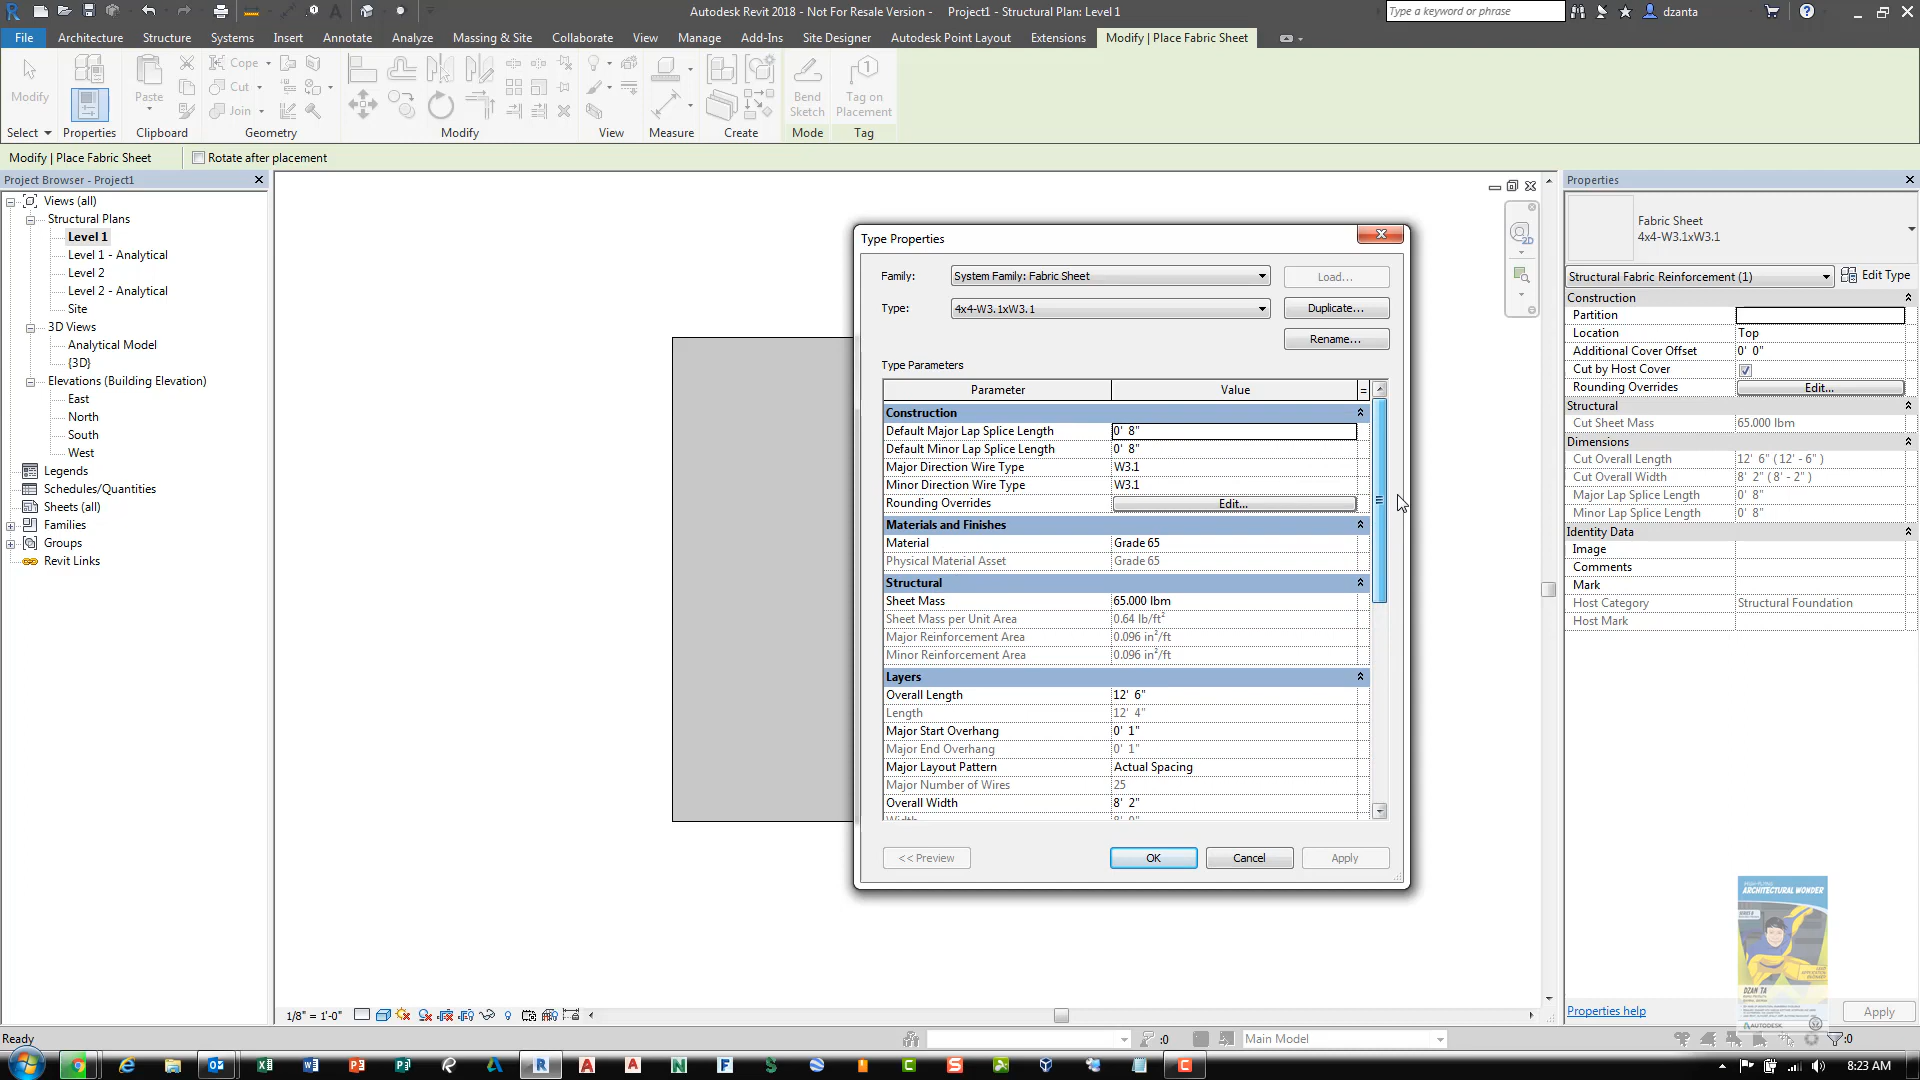 Autodesk Revit 2018 - Not For Resale Version - Project1 - Structural Plan: Level 1
Type a keyword or phrase
dzanta
File Architecture Structure Systems Insert Annotate Analyze Massing & Site Collaborate View Manage Add-Ins Site Designer Autodesk Point Layout Extensions Modify | Place Fabric Sheet
Modify Paste Cope Cut Join Bend Sketch Tag on Placement
Select Properties Clipboard Geometry Modify View Measure Create Mode Tag
Modify | Place Fabric Sheet Rotate after placement
Project Browser - Project1
Views (all)
Structural Plans
Level 1
Level 1 - Analytical
Level 2
Level 2 - Analytical
Site
3D Views
Analytical Model
{3D}
Elevations (Building Elevation)
East
North
South
West
Legends
Schedules/Quantities
Sheets (all)
Families
Groups
Revit Links
Type Properties
Family: System Family: Fabric Sheet Load...
Type: 4x4-W3.1xW3.1 Duplicate...
Rename...
Type Parameters
Parameter Value =
Construction
Default Major Lap Splice Length 0' 8"
Default Minor Lap Splice Length 0' 8"
Major Direction Wire Type W3.1
Minor Direction Wire Type W3.1
Rounding Overrides Edit...
Materials and Finishes
Material Grade 65
Physical Material Asset Grade 65
Structural
Sheet Mass 65.000 lbm
Sheet Mass per Unit Area 0.64 lb/ft²
Major Reinforcement Area 0.096 in²/ft
Minor Reinforcement Area 0.096 in²/ft
Layers
Overall Length 12' 6"
Length 12' 4"
Major Start Overhang 0' 1"
Major End Overhang 0' 1"
Major Layout Pattern Actual Spacing
Major Number of Wires 25
Overall Width 8' 2"
Width 8' 0"
<< Preview OK Cancel Apply
2D
Properties
Fabric Sheet
4x4-W3.1xW3.1
Structural Fabric Reinforcement (1) Edit Type
Construction
Partition
Location Top
Additional Cover Offset 0' 0"
Cut by Host Cover
Rounding Overrides Edit...
Structural
Cut Sheet Mass 65.000 lbm
Dimensions
Cut Overall Length 12' 6" ( 12' - 6" )
Cut Overall Width 8' 2" ( 8' - 2" )
Major Lap Splice Length 0' 8"
Minor Lap Splice Length 0' 8"
Identity Data
Image
Comments
Mark
Host Category Structural Foundation
Host Mark
ARCHITECTURAL WONDER
DZAN TA
AUTODESK
Properties help Apply
1/8" = 1'-0"
Ready :0 Main Model :0
8:23 AM